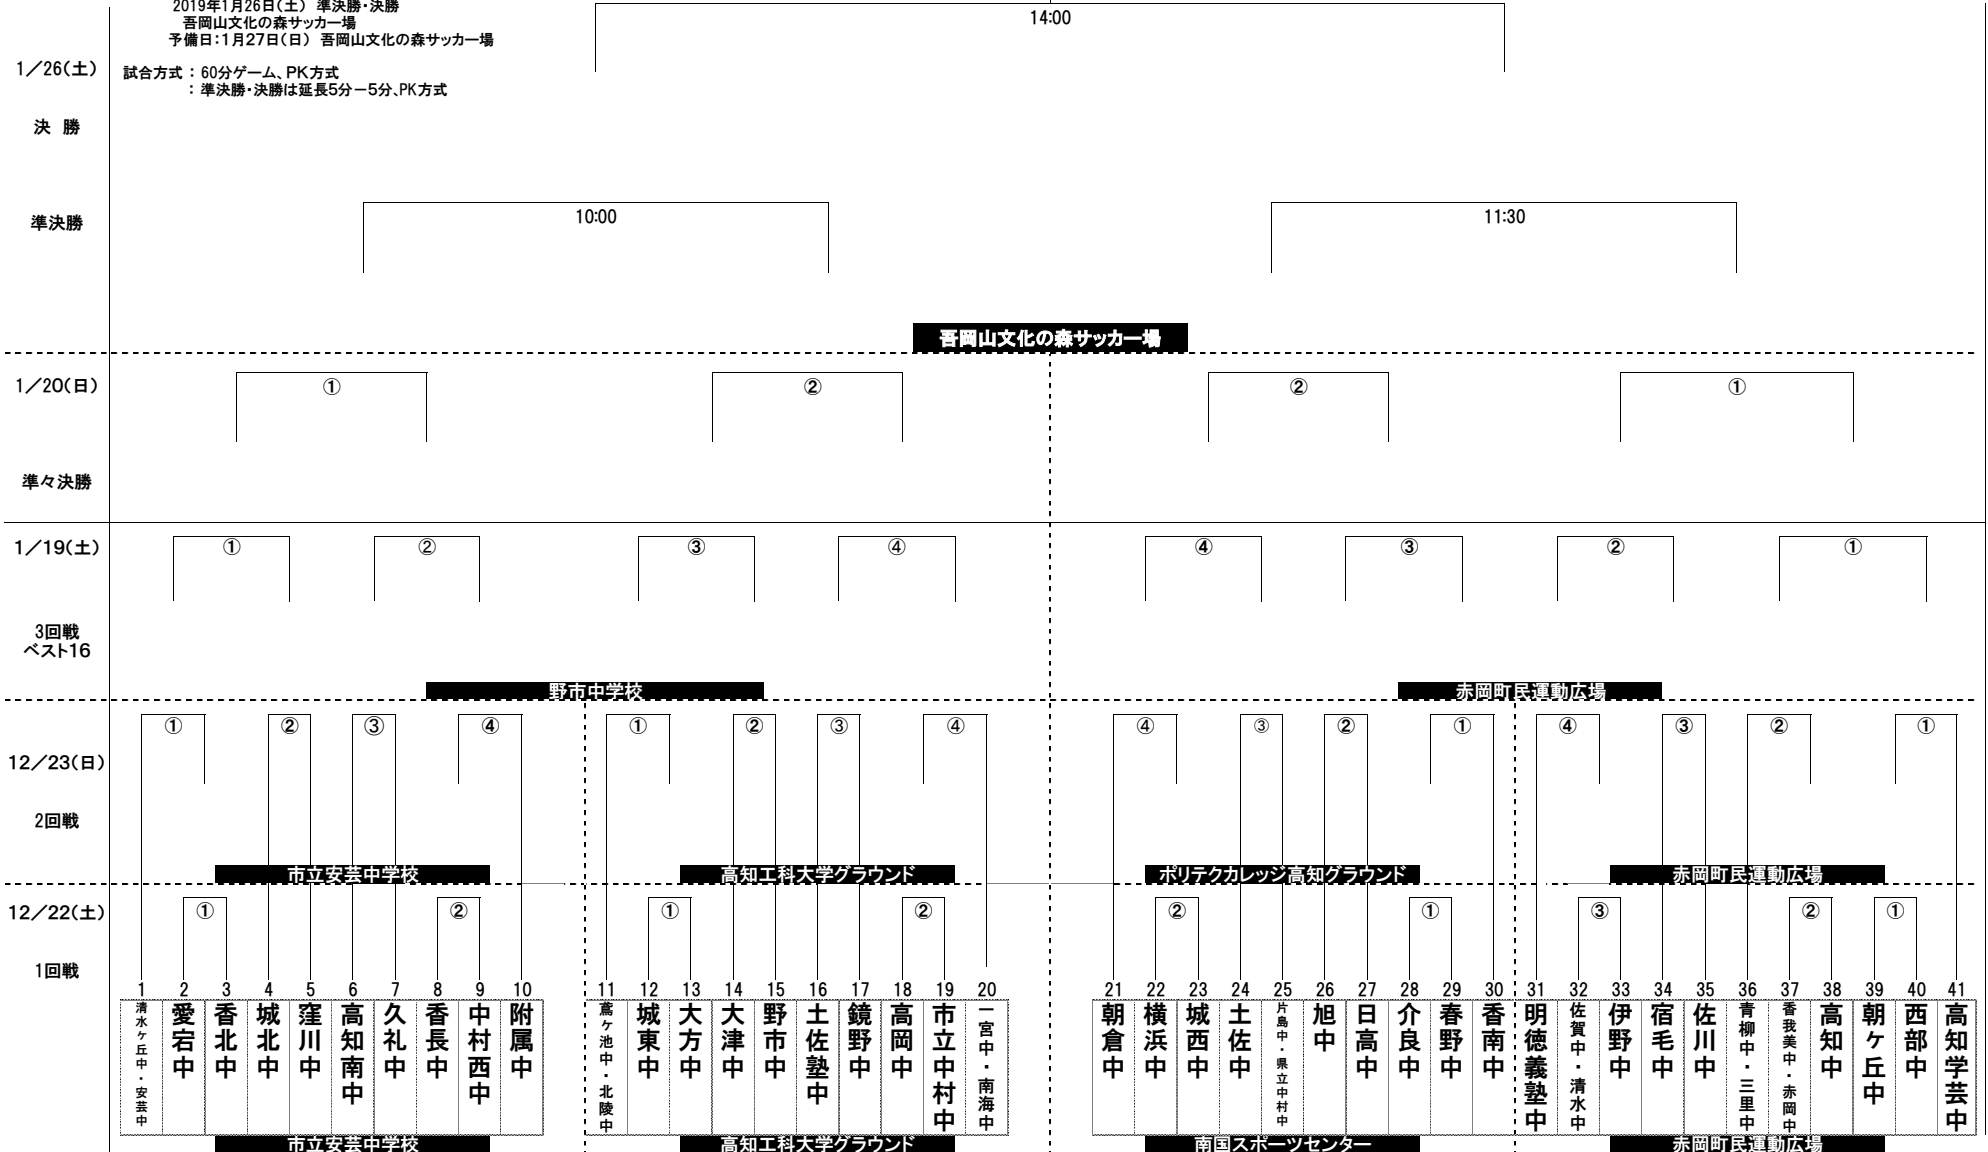 2019年1月26日(土) 準決勝・決勝
吾岡山文化の森サッカー場
予備日:1月27日(日) 吾岡山文化の森サッカー場
試合方式 : 60分ゲーム、PK方式
: 準決勝・決勝は延長5分－5分、PK方式
14:00
1／26(土)
決 勝
準決勝
10:00
11:30
吾岡山文化の森サッカー場
1／20(日)
① ② ② ①
準々決勝
1／19(土)
① ② ③ ④ ④ ③ ② ①
3回戦
ベスト16
野市中学校
赤岡町民運動広場
① ② ③ ④ ① ② ③ ④ ④ ③ ② ① ④ ③ ② ①
12／23(日)
2回戦
市立安芸中学校
高知工科大学グラウンド
ポリテクカレッジ高知グラウンド
赤岡町民運動広場
12／22(土)
① ② ① ② ② ① ③ ② ①
1回戦
1 清水ヶ丘中・安芸中
2 愛宕中
3 香北中
4 城北中
5 窪川中
6 高知南中
7 久礼中
8 香長中
9 中村西中
10 附属中
11 鳶ヶ池中・北陵中
12 城東中
13 大方中
14 大津中
15 野市中
16 土佐塾中
17 鏡野中
18 高岡中
19 市立中村中
20 一宮中・南海中
21 朝倉中
22 横浜中
23 城西中
24 土佐中
25 片島中・県立中村中
26 旭中
27 日高中
28 介良中
29 春野中
30 香南中
31 明徳義塾中
32 佐賀中・清水中
33 伊野中
34 宿毛中
35 佐川中
36 青柳中・三里中
37 香我美中・赤岡中
38 高知中
39 朝ヶ丘中
40 西部中
41 高知学芸中
市立安芸中学校
高知工科大学グラウンド
南国スポーツセンター
赤岡町民運動広場